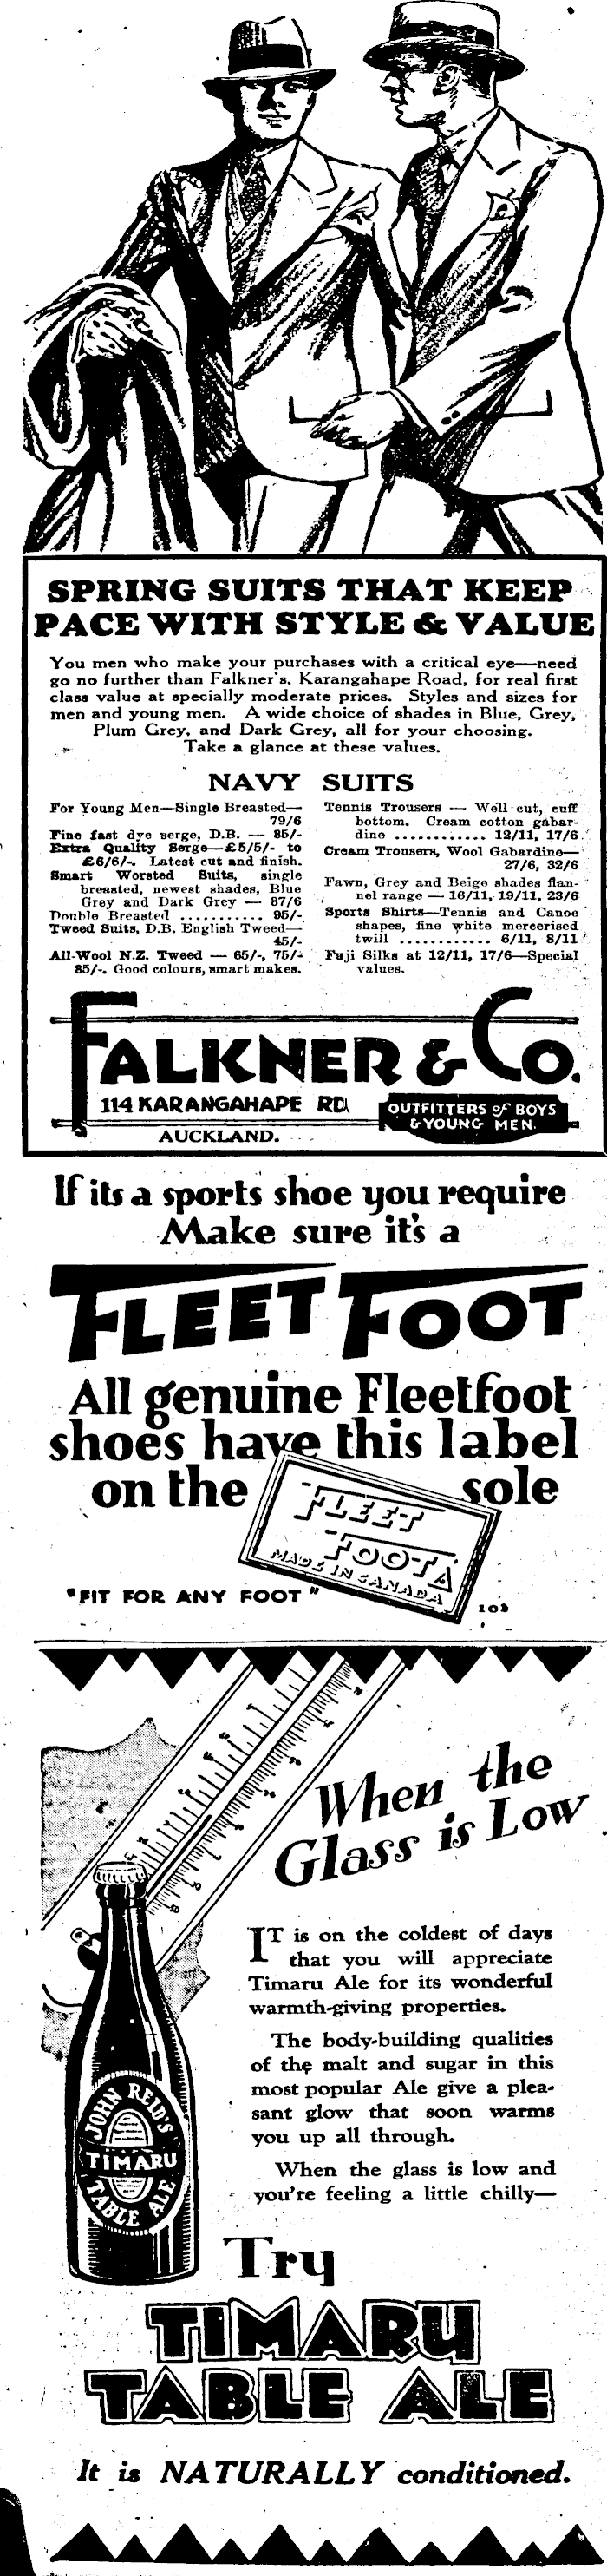 SPRING SUITS THAT KEEP
PACE WITH STYLE & VALUE
You men who make your purchases with a critical eye—need
go no further than Falkner's, Karangahape Road, for real first
class value at specially moderate prices. Styles and sizes for
men and young men. A wide choice of shades in Blue, Grey,
Plum Grey, and Dark Grey, all for your choosing.
Take a glance at these values.
NAVY SUITS
For Young Men—Single Breasted—
79/6
Fine fast dye serge, D.B. — 85/-
Extra Quality Serge—£5/5/- to
£6/6/-. Latest cut and finish.
Smart Worsted Suits, single
breasted, newest shades, Blue
Grey and Dark Grey — 87/6
Double Breasted ........... 95/-
Tweed Suits, D.B. English Tweed—
45/-
All-Wool N.Z. Tweed — 65/-, 75/-
85/-. Good colours, smart makes.
Tennis Trousers — Well cut, cuff
bottom. Cream cotton gabar-
dine ............ 12/11, 17/6
Cream Trousers, Wool Gabardine—
27/6, 32/6
Fawn, Grey and Beige shades flan-
nel range — 16/11, 19/11, 23/6
Sports Shirts—Tennis and Canoe
shapes, fine white mercerised
twill ............ 6/11, 8/11
Fuji Silks at 12/11, 17/6—Special
values.
FALKNER & CO.
114 KARANGAHAPE RD.
AUCKLAND.
OUTFITTERS of BOYS
& YOUNG MEN.
If its a sports shoe you require
Make sure it's a
FLEET FOOT
All genuine Fleetfoot
shoes have this label
on the sole
FLEET
FOOT
MADE IN CANADA
"FIT FOR ANY FOOT"
103
When the
Glass is Low
IT is on the coldest of days
that you will appreciate
Timaru Ale for its wonderful
warmth-giving properties.
The body-building qualities
of the malt and sugar in this
most popular Ale give a plea-
sant glow that soon warms
you up all through.
When the glass is low and
you're feeling a little chilly—
JOHN REID'S
TIMARU
TABLE ALE
Try
TIMARU
TABLE ALE
It is NATURALLY conditioned.